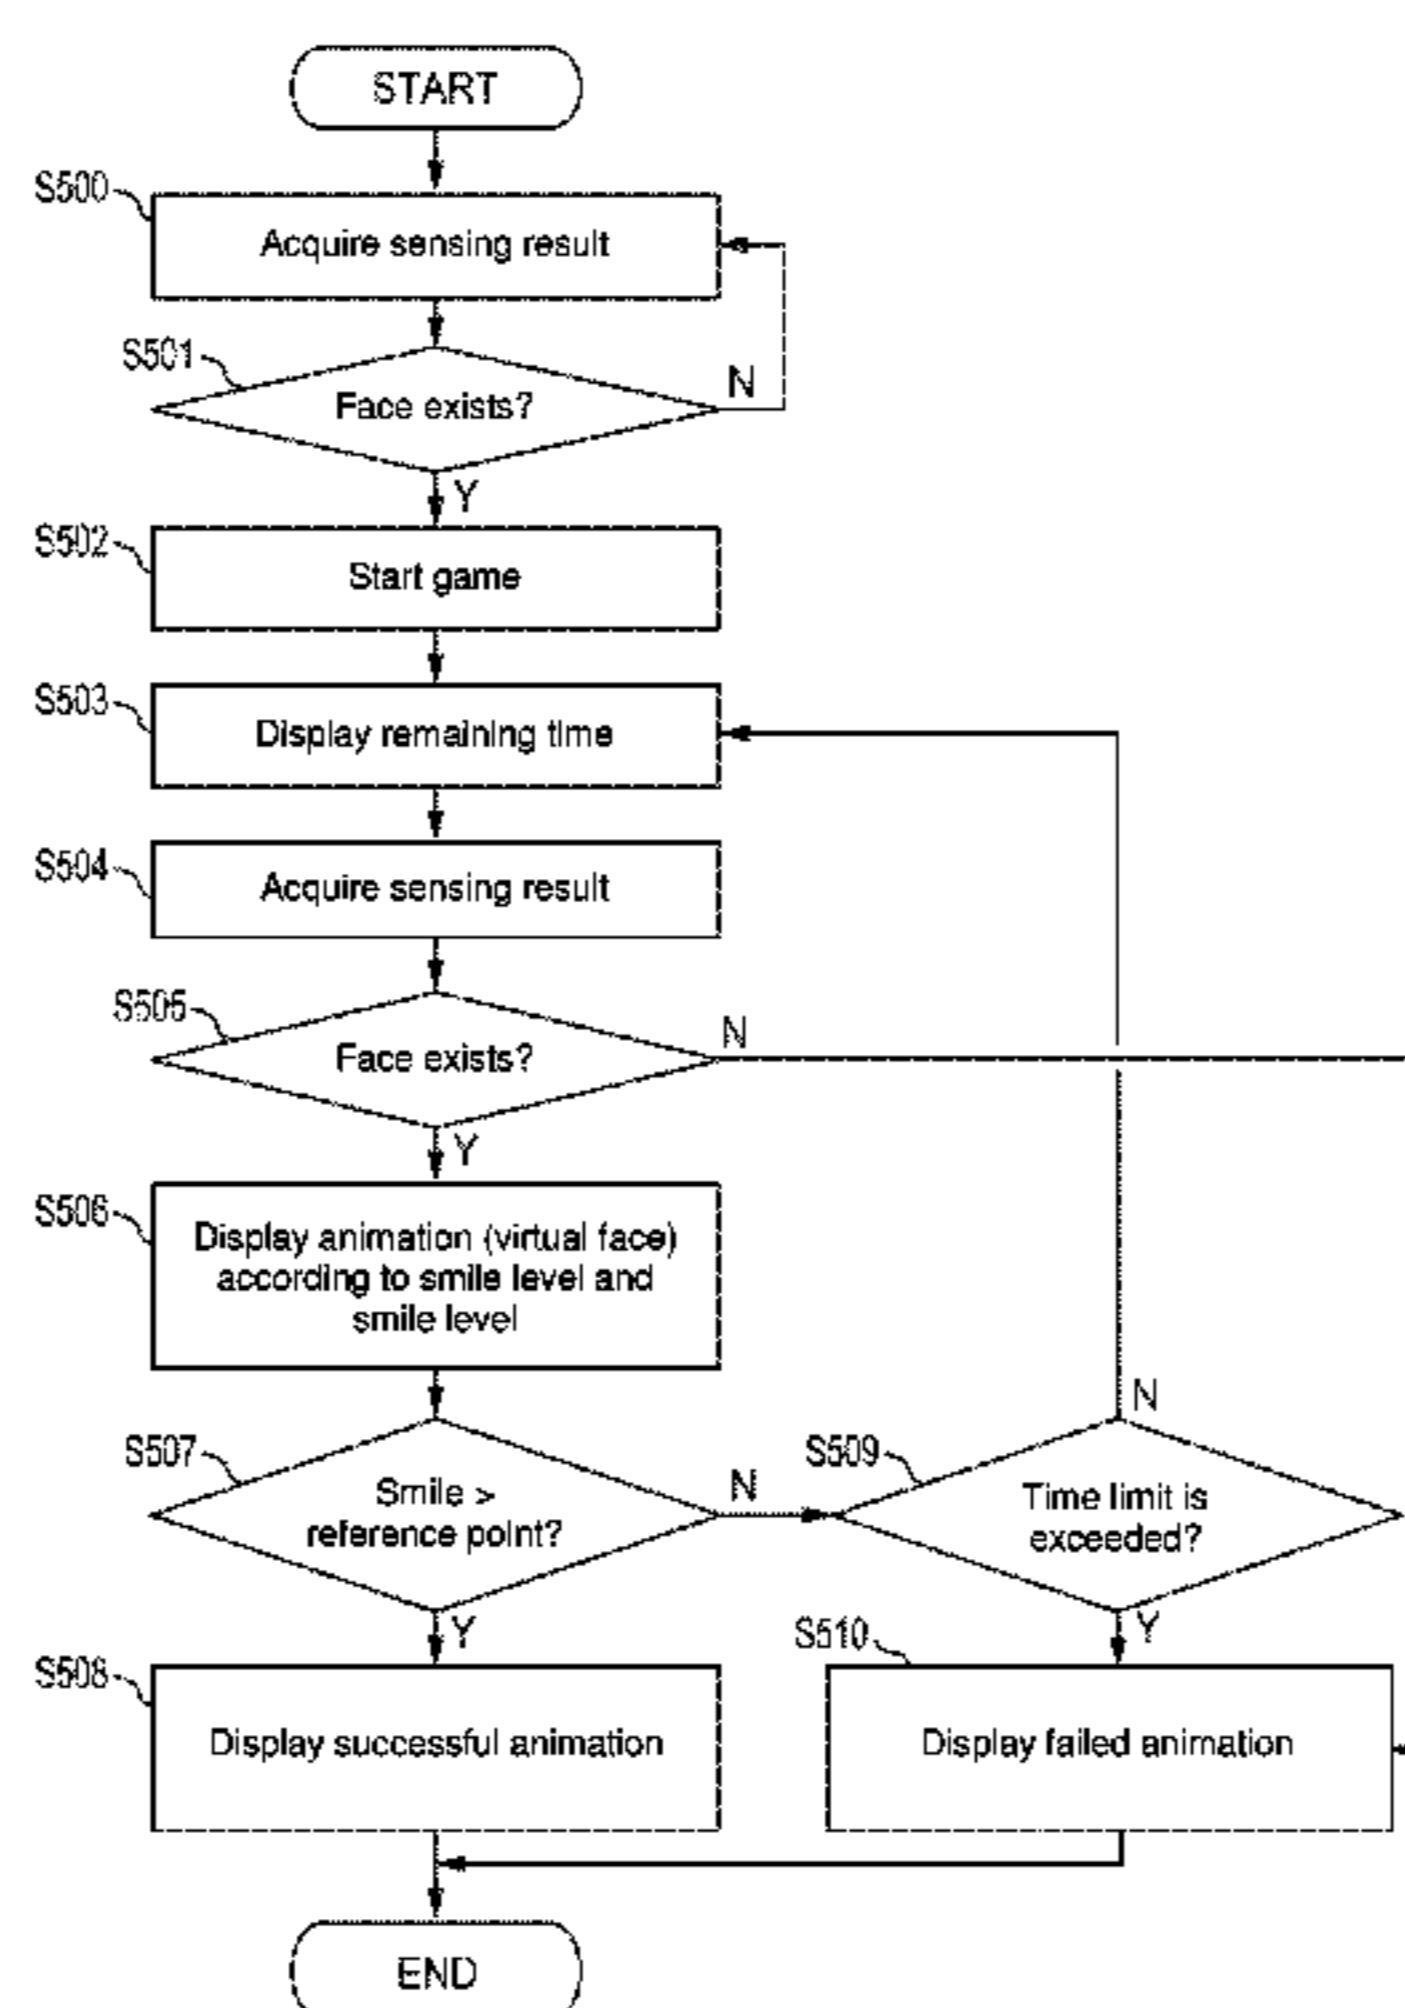 START
S500
Acquire sensing result
S501
Face exists?
N
Y
S502
Start game
S503
Display remaining time
S504
Acquire sensing result
S505
Face exists?
N
Y
S506
Display animation (virtual face)
according to smile level and
smile level
S507
Smile >
reference point?
N
Y
S509
Time limit is
exceeded?
N
Y
S508
Display successful animation
S510
Display failed animation
END